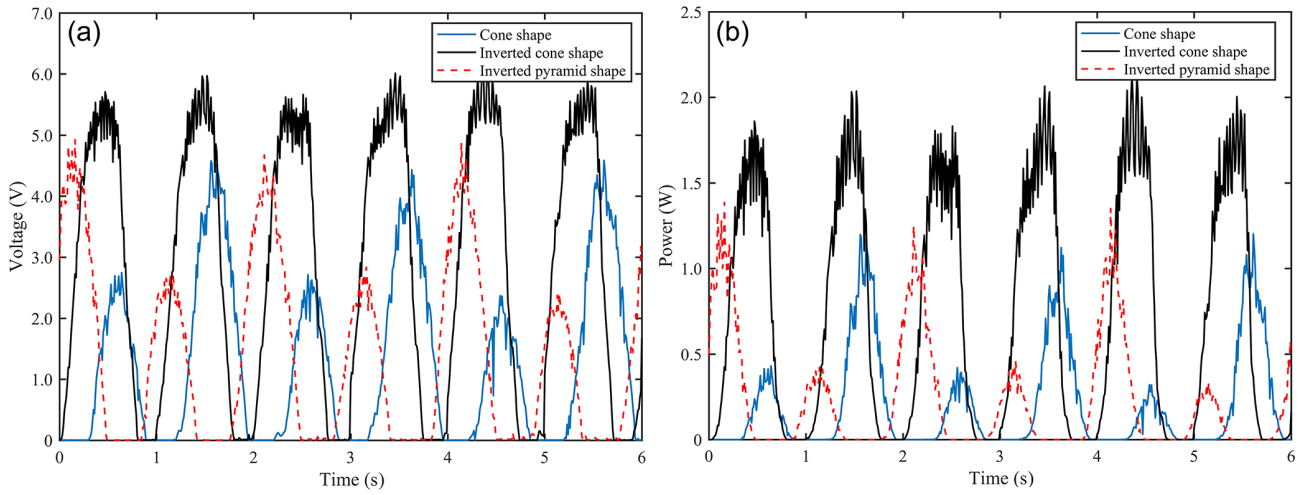 (a)
Cone shape
Inverted cone shape
Inverted pyramid shape
Voltage (V)
7.0
6.0
5.0
4.0
3.0
2.0
1.0
0
0 1 2 3 4 5 6
Time (s)
(b)
Cone shape
Inverted cone shape
Inverted pyramid shape
Power (W)
2.5
2.0
1.5
1.0
0.5
0
0 1 2 3 4 5 6
Time (s)